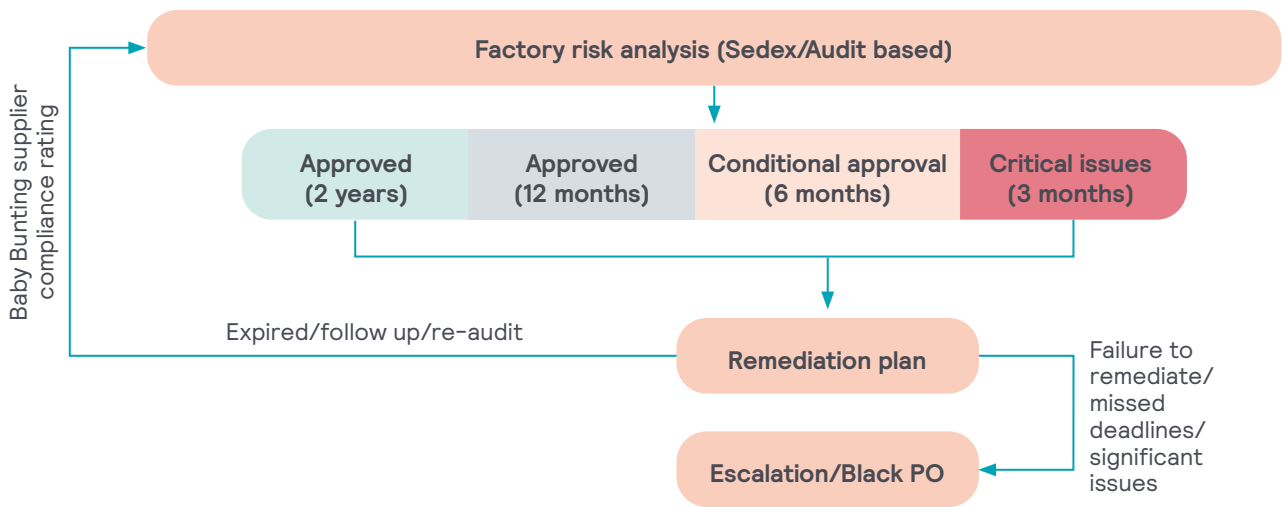 Factory risk analysis (Sedex/Audit based)
Baby Bunting supplier
compliance rating
Approved
(2 years)
Approved
(12 months)
Conditional approval
(6 months)
Critical issues
(3 months)
Expired/follow up/re-audit
Remediation plan
Failure to
remediate/
missed
deadlines/
significant
issues
Escalation/Black PO